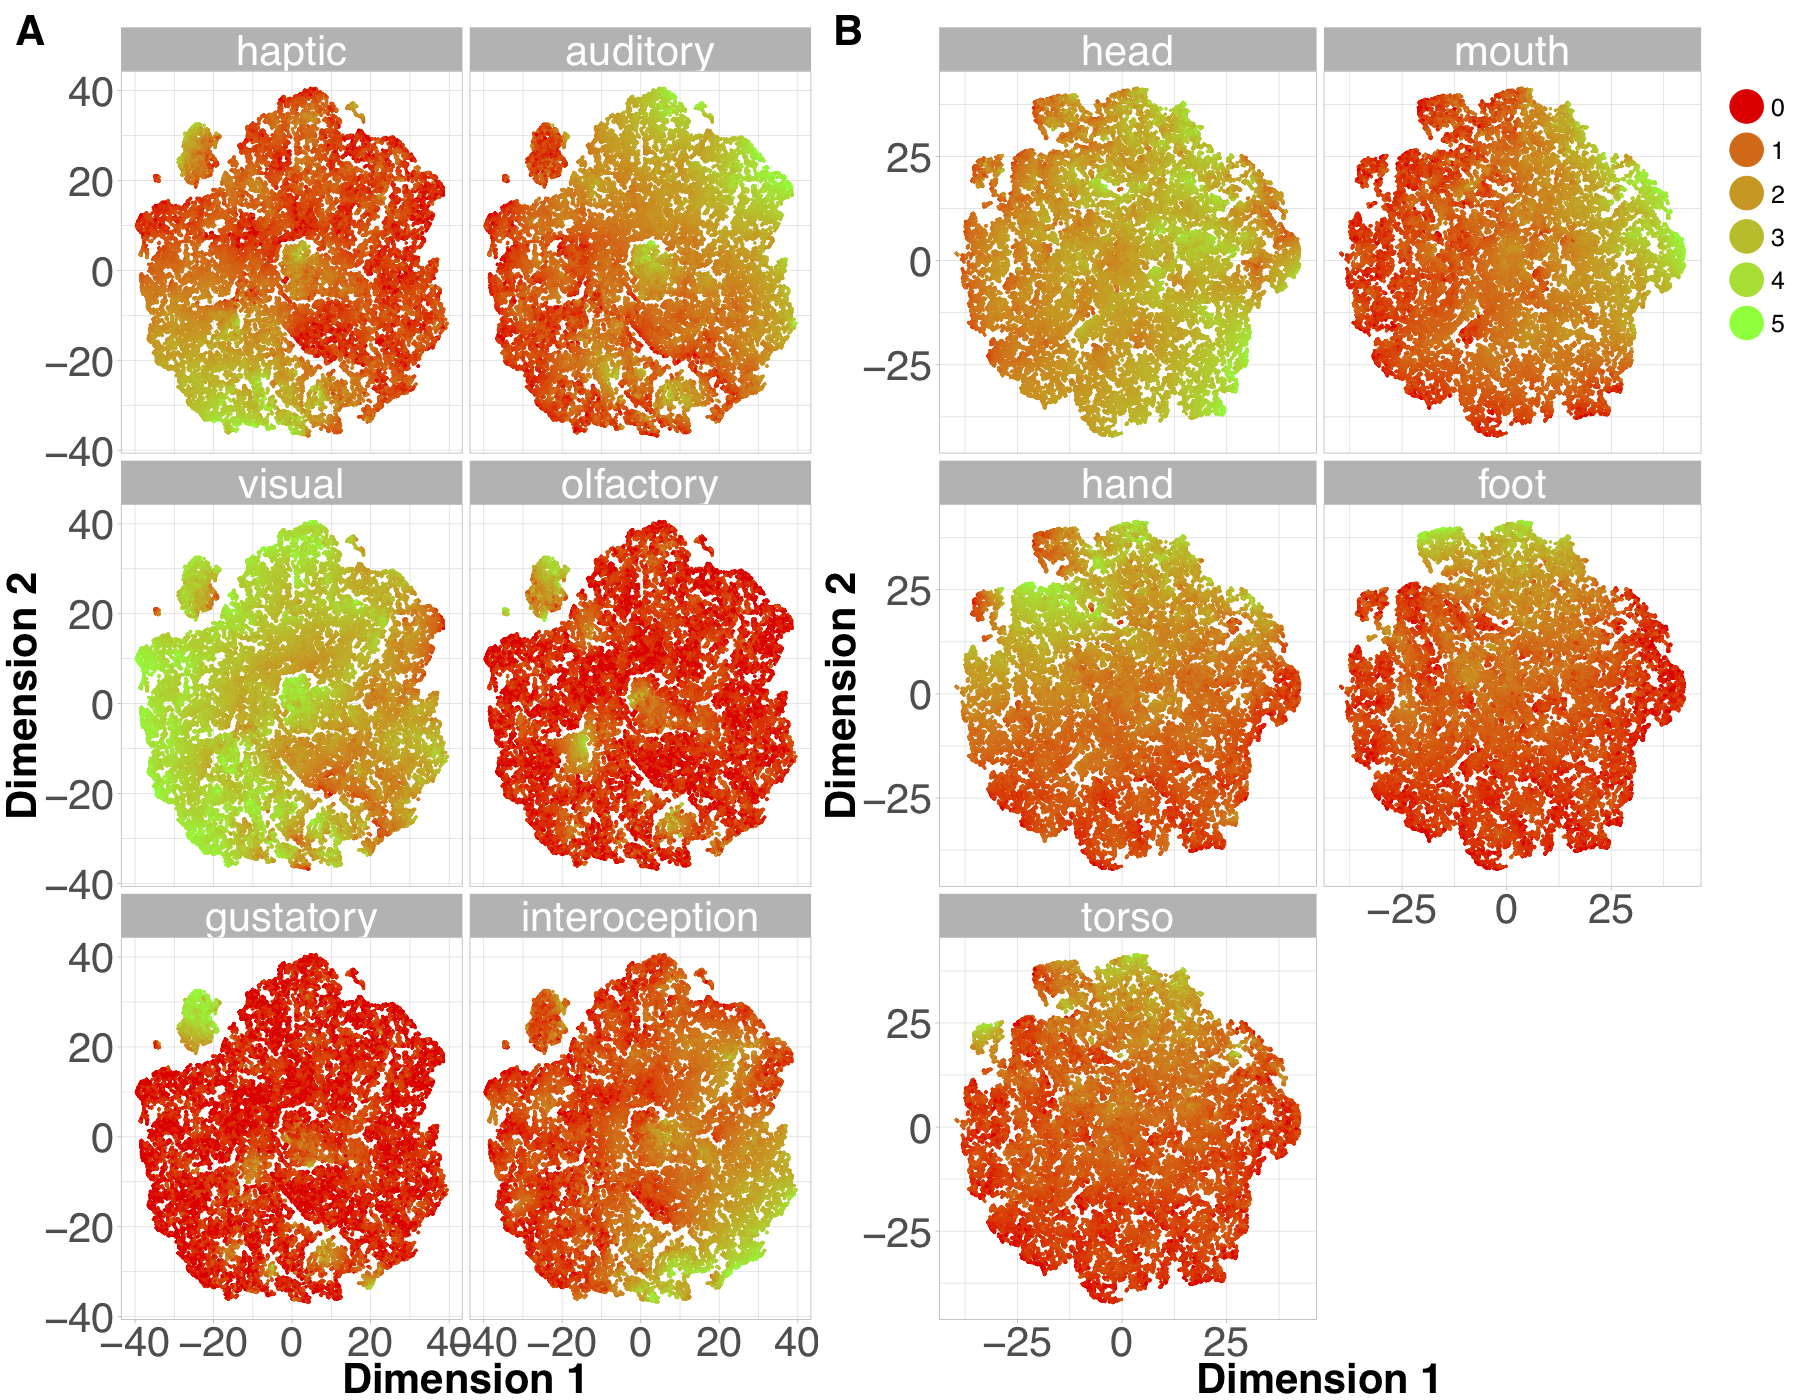 A
B
haptic auditory
head mouth
40
20
0
−20
−40
25
0
−25
0
1
2
3
4
5
visual olfactory
hand foot
40
20
0
−20
−40
25
0
−25
Dimension 2
Dimension 2
gustatory interoception
torso
−25 0 25
40
20
0
−20
−40
25
0
−25
−40 −20 0 20 40
−40 −20 0 20 40
−25 0 25
Dimension 1
Dimension 1